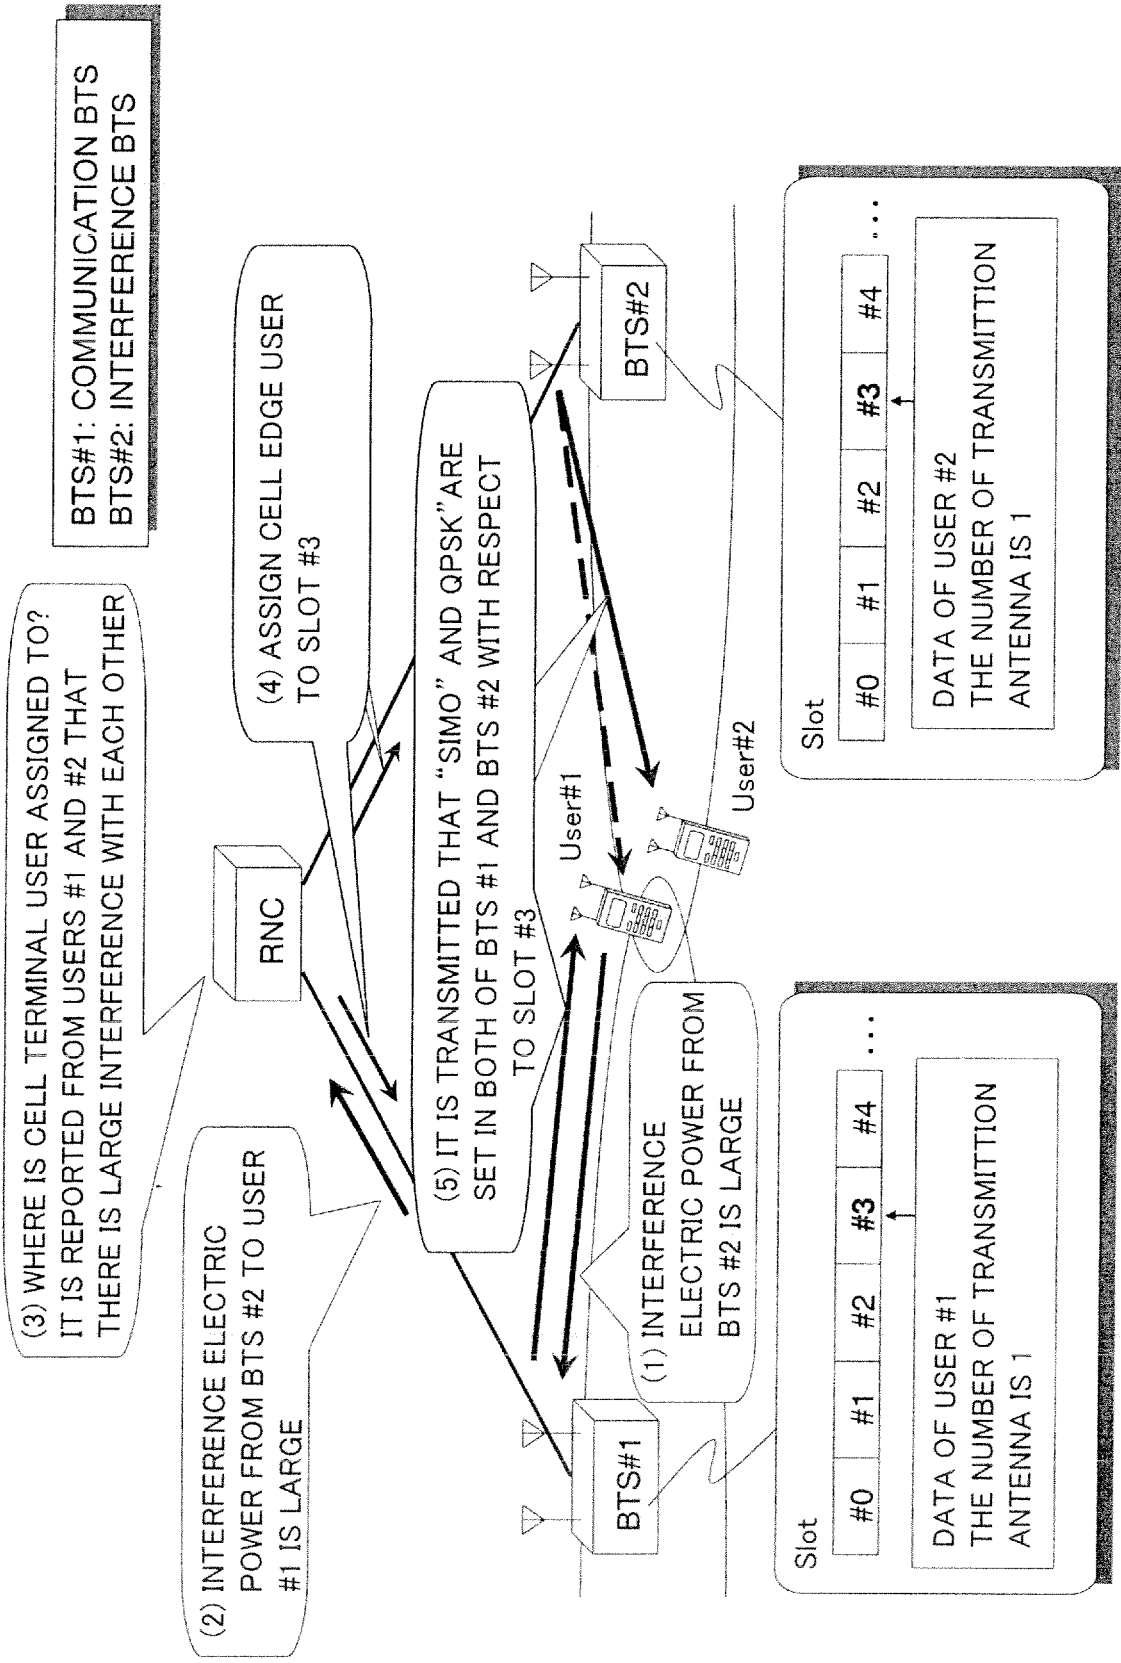 (3) WHERE IS CELL TERMINAL USER ASSIGNED TO?
IT IS REPORTED FROM USERS #1 AND #2 THAT
THERE IS LARGE INTERFERENCE WITH EACH OTHER
BTS#1: COMMUNICATION BTS
BTS#2: INTERFERENCE BTS
(2) INTERFERENCE ELECTRIC
POWER FROM BTS #2 TO USER
#1 IS LARGE
RNC
(4) ASSIGN CELL EDGE USER
TO SLOT #3
(5) IT IS TRANSMITTED THAT “SIMO” AND QPSK”ARE
SET IN BOTH OF BTS #1 AND BTS #2 WITH RESPECT
TO SLOT #3
BTS#1
User#1
BTS#2
(1) INTERFERENCE
ELECTRIC POWER FROM
BTS #2 IS LARGE
User#2
Slot
#0 #1 #2 #3 #4 ...
DATA OF USER #1
THE NUMBER OF TRANSMITTION
ANTENNA IS 1
Slot
#0 #1 #2 #3 #4 ...
DATA OF USER #2
THE NUMBER OF TRANSMITTION
ANTENNA IS 1